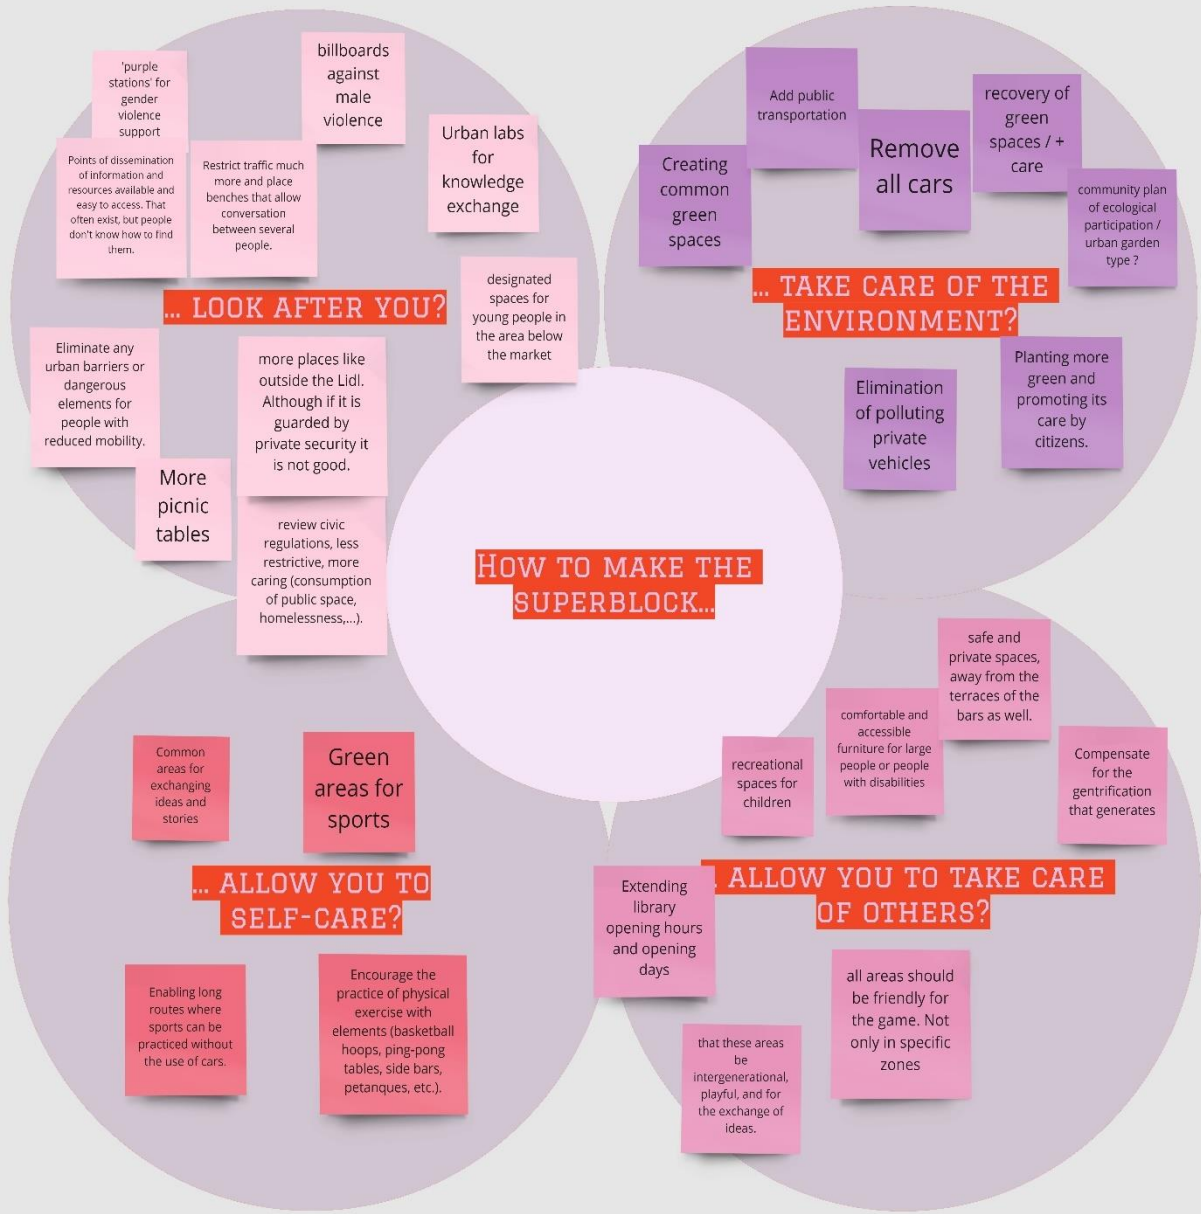 'purple
stations' for
gender
violence
support
billboards
against
male
violence
Urban labs
for
knowledge
exchange
Points of dissemination
of information and
resources available and
easy to access. That
often exist, but people
don't know how to find
them.
Restrict traffic much
more and place
benches that allow
conversation
between several
people.
designated
spaces for
young people in
the area below
the market
... LOOK AFTER YOU?
Eliminate any
urban barriers or
dangerous
elements for
people with
reduced mobility.
more places like
outside the Lidl.
Although if it is
guarded by
private security it
is not good.
More
picnic
tables
review civic
regulations, less
restrictive, more
caring (consumption
of public space,
homelessness,...).
Add public
transportation
recovery of
green
spaces / +
care
Remove
all cars
Creating
common
green
spaces
community plan
of ecological
participation /
urban garden
type ?
... TAKE CARE OF THE
ENVIRONMENT?
Elimination
of polluting
private
vehicles
Planting more
green and
promoting its
care by
citizens.
HOW TO MAKE THE
SUPERBLOCK...
Common
areas for
exchanging
ideas and
stories
Green
areas for
sports
... ALLOW YOU TO
SELF-CARE?
Enabling long
routes where
sports can be
practiced without
the use of cars.
Encourage the
practice of physical
exercise with
elements (basketball
hoops, ping-pong
tables, side bars,
petanques, etc.).
safe and
private spaces,
away from the
terraces of the
bars as well.
comfortable and
accessible
furniture for large
people or people
with disabilities
recreational
spaces for
children
Compensate
for the
gentrification
that generates
. ALLOW YOU TO TAKE CARE
OF OTHERS?
Extending
library
opening hours
and opening
days
all areas should
be friendly for
the game. Not
only in specific
zones
that these areas
be
intergenerational,
playful, and for
the exchange of
ideas.